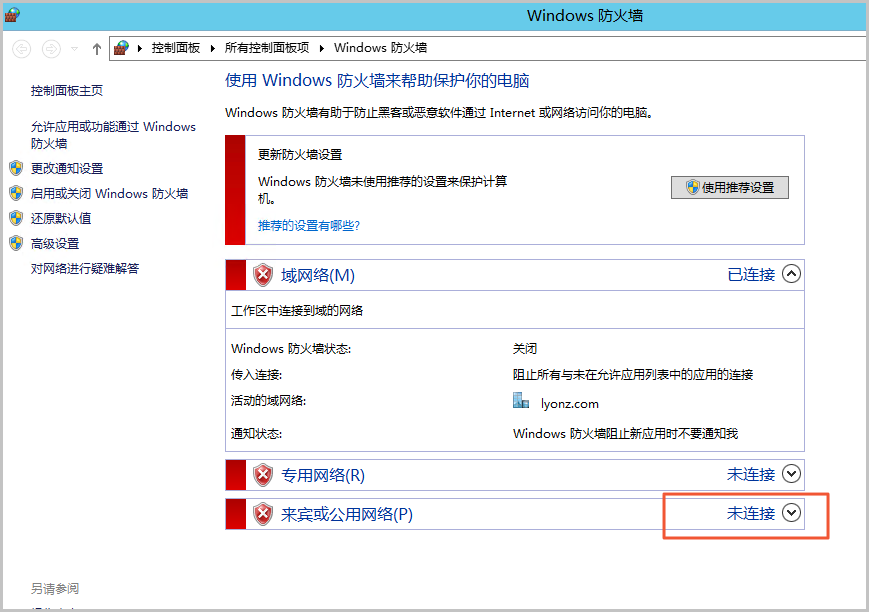 Windows 防火墙
控制面板 所有控制面板项 Windows 防火墙
控制面板主页
允许应用或功能通过 Windows
防火墙
更改通知设置
启用或关闭 Windows 防火墙
还原默认值
高级设置
对网络进行疑难解答
使用 Windows 防火墙来帮助保护你的电脑
Windows 防火墙有助于防止黑客或恶意软件通过 Internet 或网络访问你的电脑。
更新防火墙设置
Windows 防火墙未使用推荐的设置来保护计算
机。
使用推荐设置
推荐的设置有哪些?
域网络(M) 已连接
工作区中连接到域的网络
Windows 防火墙状态: 关闭
传入连接: 阻止所有与未在允许应用列表中的应用的连接
活动的域网络: lyonz.com
通知状态: Windows 防火墙阻止新应用时不要通知我
专用网络(R) 未连接
来宾或公用网络(P) 未连接
另请参阅